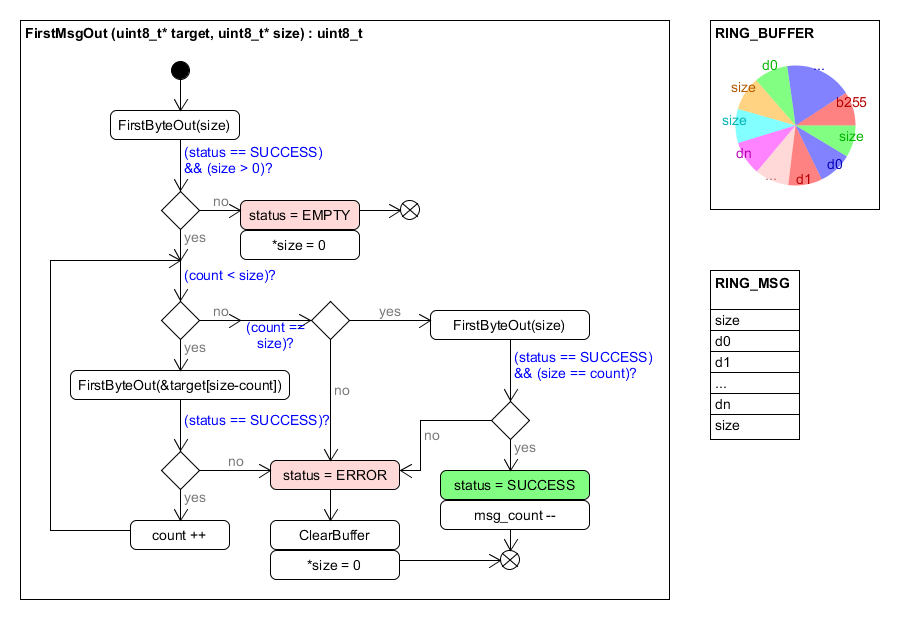 FirstMsgOut (uint8_t* target, uint8_t* size) : uint8_t
FirstByteOut(size)
(status == SUCCESS)
&& (size > 0)?
no
status = EMPTY
*size = 0
yes
(count < size)?
no
(count ==
size)?
yes
FirstByteOut(size)
yes
FirstByteOut(&target[size-count])
(status == SUCCESS)
&& (size == count)?
no
(status == SUCCESS)?
no
yes
no
status = ERROR
status = SUCCESS
yes
msg_count --
count ++
ClearBuffer
*size = 0
RING_BUFFER
d0
...
size
b255
size
size
dn
d0
...
d1
RING_MSG
size
d0
d1
...
dn
size